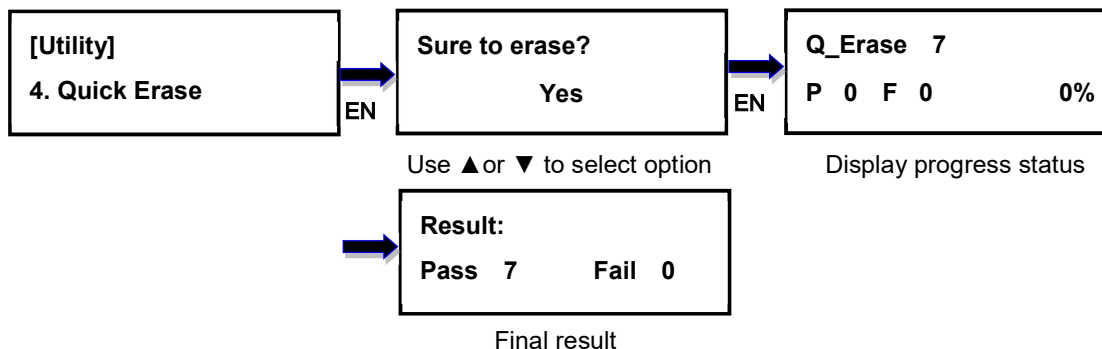 [Utility]
4. Quick Erase
EN
Sure to erase?
Yes
Use ▲or ▼ to select option
EN
Q_Erase 7
P 0 F 0 0%
Display progress status
Result:
Pass 7 Fail 0
Final result